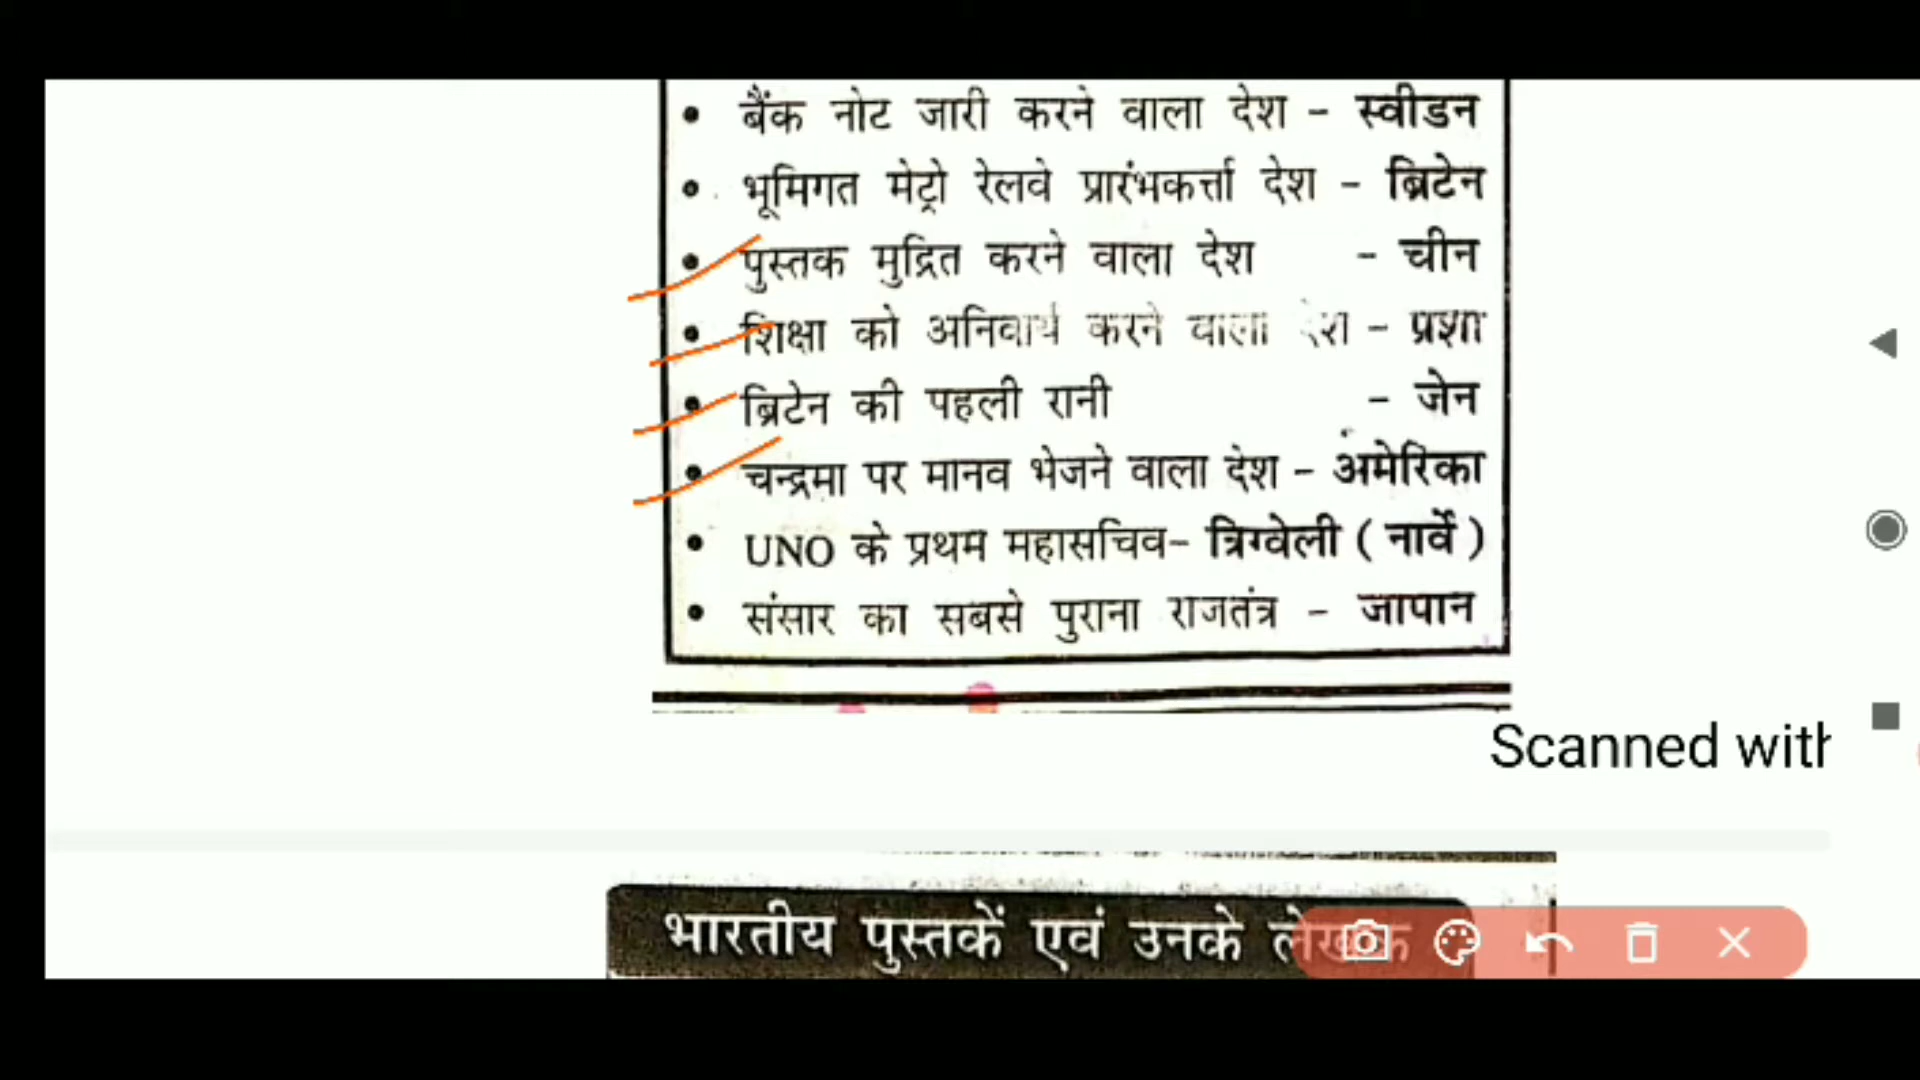 • बैंक नोट जारी करने वाला देश – स्वीडन
• भूमिगत मेट्रो रेलवे प्रारंभकर्त्ता देश – ब्रिटेन
• पुस्तक मुद्रित करने वाला देश – चीन
• शिक्षा को अनिवार्य करने वाला देश – प्रशा
• ब्रिटेन की पहली रानी – जेन
• चन्द्रमा पर मानव भेजने वाला देश – अमेरिका
• UNO के प्रथम महासचिव– त्रिग्वेली ( नार्वे )
• संसार का सबसे पुराना राजतंत्र – जापान
Scanned with
भारतीय पुस्तकें एवं उनके लेखक